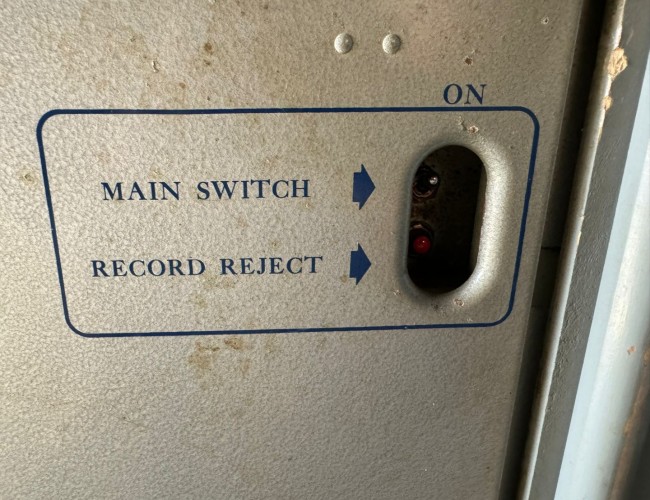 ON
MAIN SWITCH
RECORD REJECT